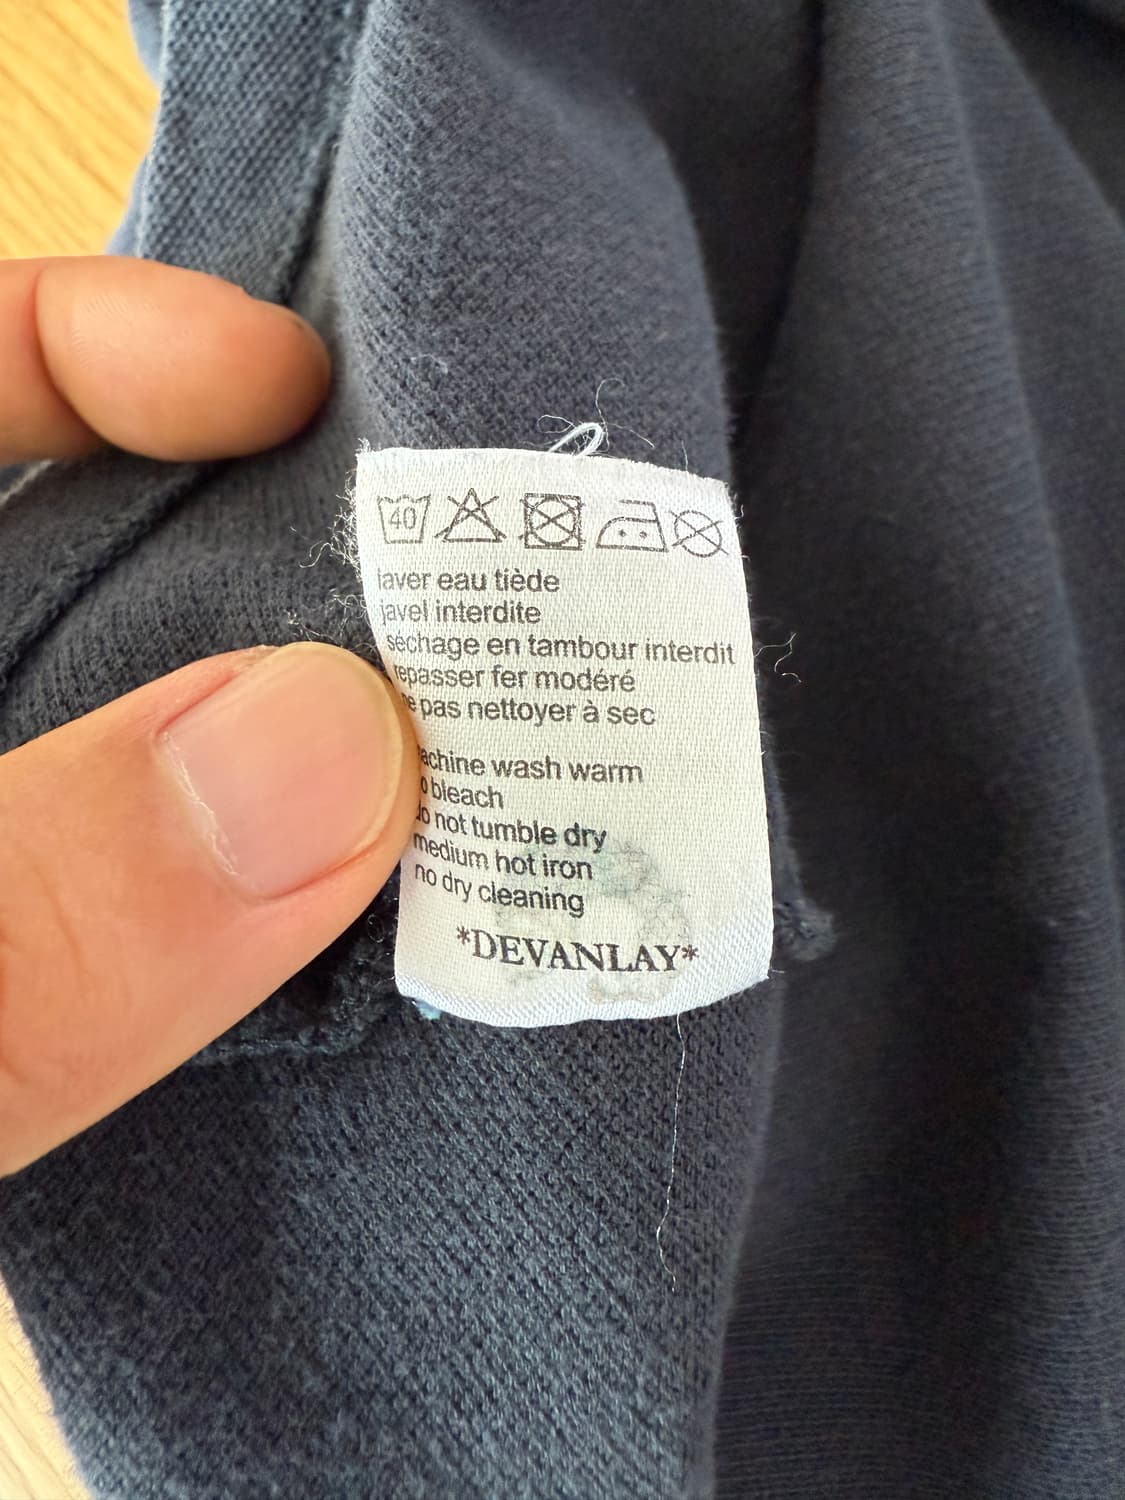 40
laver eau tiède
javel interdite
séchage en tambour interdit
repasser fer modéré
pas nettoyer à sec
wash warm
bleach
do not tumble dry
medium hot iron
no dry cleaning
*DEVANLAY*